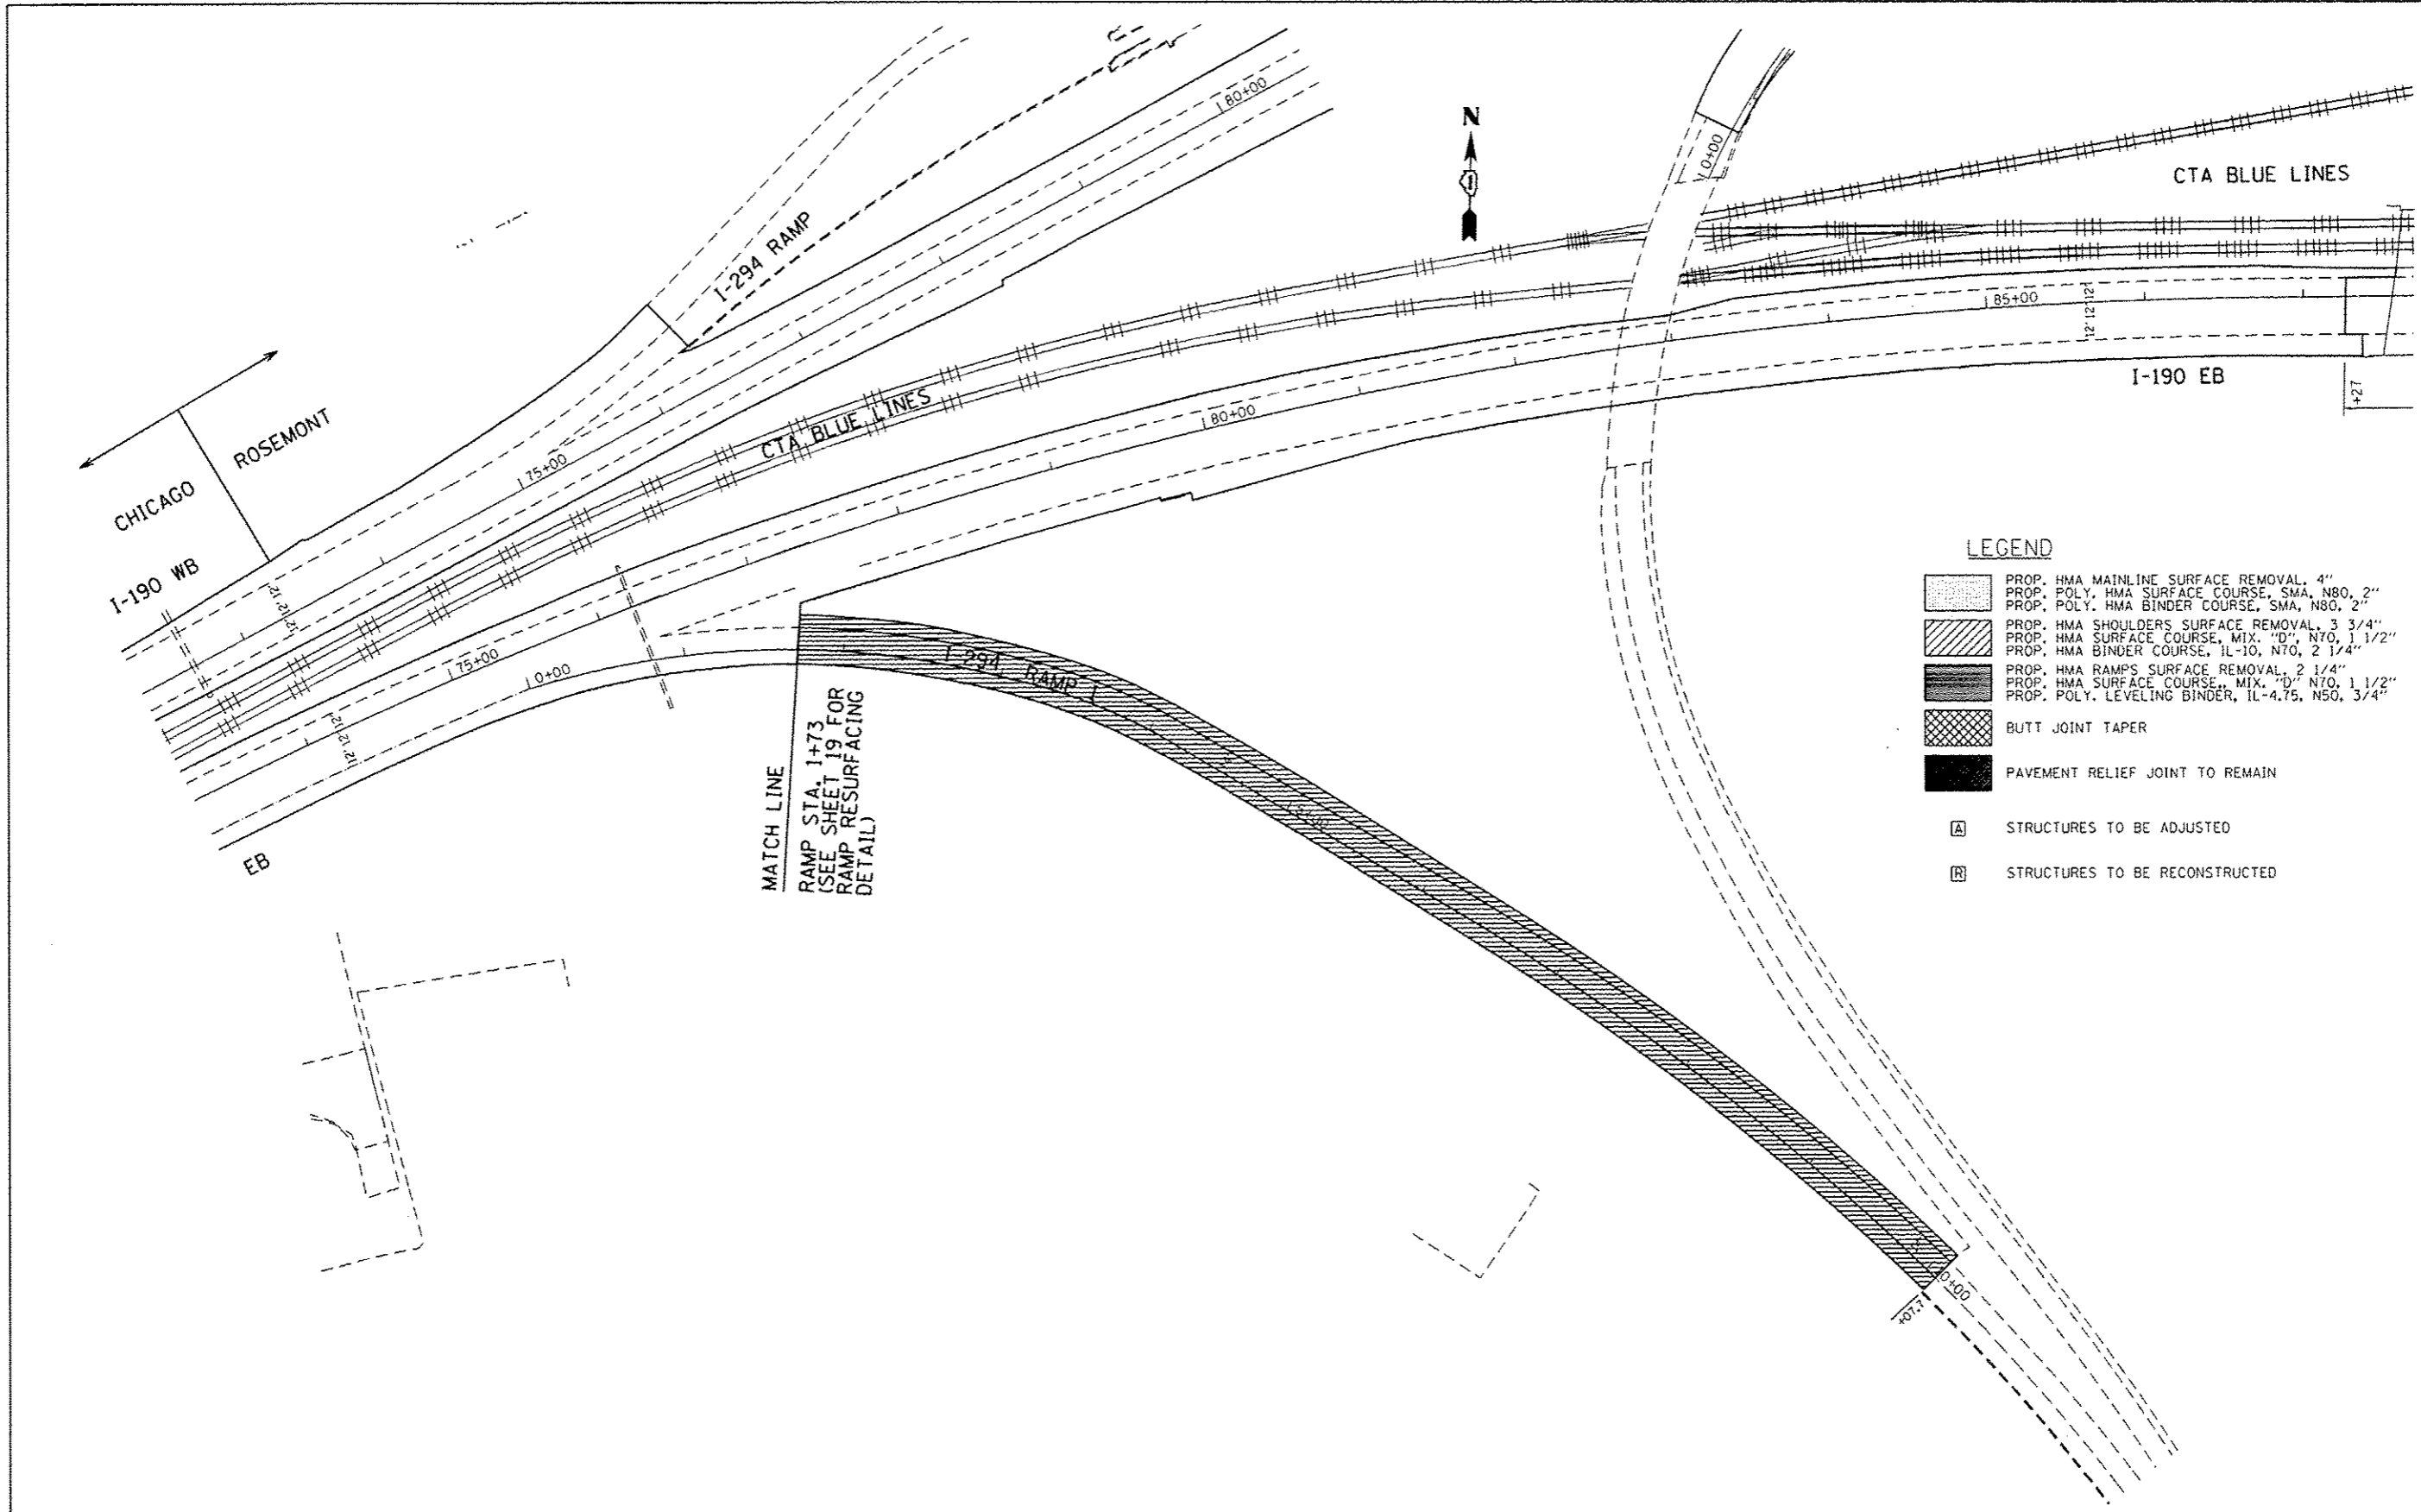 80+00
N
0+00
CTA BLUE LINES
I-294 RAMP
85+00
12' 12' 12'
I-190 EB
+27
ROSEMONT
CHICAGO
75+00
CTA BLUE LINES
80+00
I-190 WB
12' 12' 12'
75+00
0+00
12' 12' 12'
EB
I-294 RAMP
MATCH LINE
RAMP STA. 1+73
(SEE SHEET 19 FOR
RAMP RESURFACING
DETAIL)
10+00
+07.7
LEGEND
PROP. HMA MAINLINE SURFACE REMOVAL, 4"
PROP. POLY. HMA SURFACE COURSE, SMA, N80, 2"
PROP. POLY. HMA BINDER COURSE, SMA, N80, 2"
PROP. HMA SHOULDERS SURFACE REMOVAL, 3 3/4"
PROP. HMA SURFACE COURSE, MIX. "D", N70, 1 1/2"
PROP. HMA BINDER COURSE, IL-10, N70, 2 1/4"
PROP. HMA RAMPS SURFACE REMOVAL, 2 1/4"
PROP. HMA SURFACE COURSE,, MIX. "D" N70, 1 1/2"
PROP. POLY. LEVELING BINDER, IL-4.75, N50, 3/4"
BUTT JOINT TAPER
PAVEMENT RELIEF JOINT TO REMAIN
A STRUCTURES TO BE ADJUSTED
R STRUCTURES TO BE RECONSTRUCTED